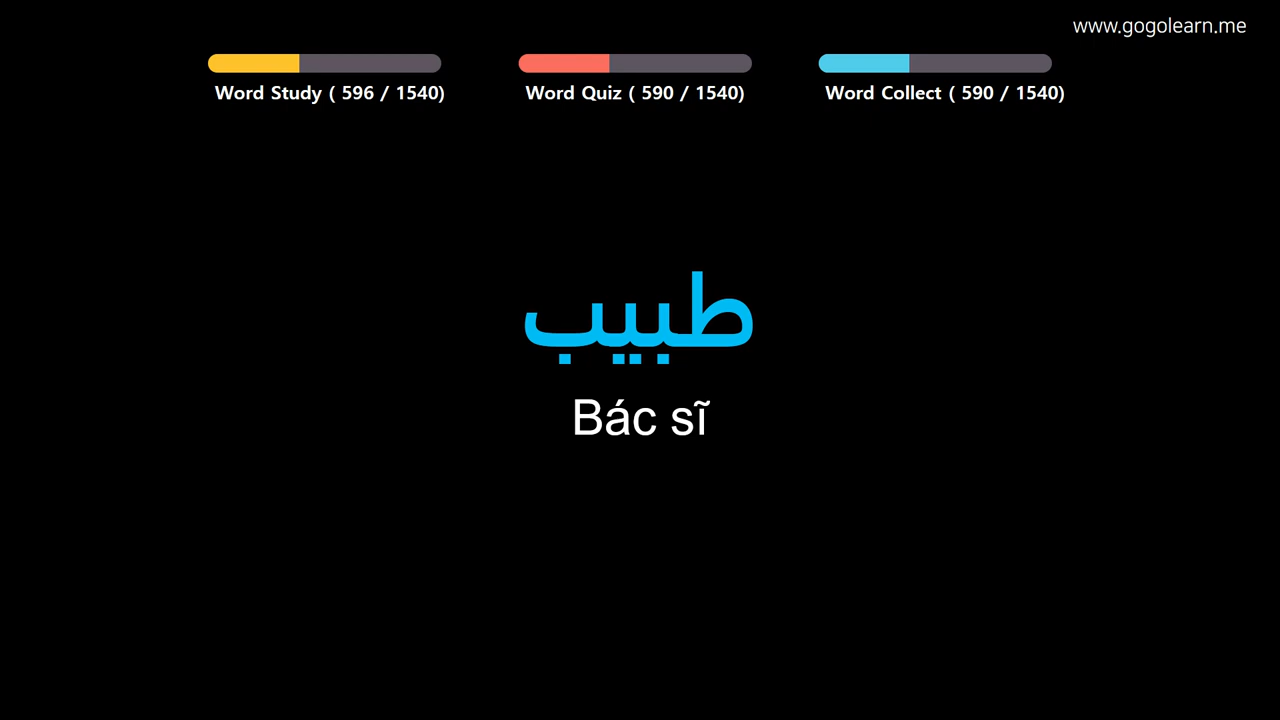 www.gogolearn.me
Word Study ( 596 / 1540)
Word Quiz ( 590 / 1540)
Word Collect ( 590 / 1540)
طبيب
Bác sĩ